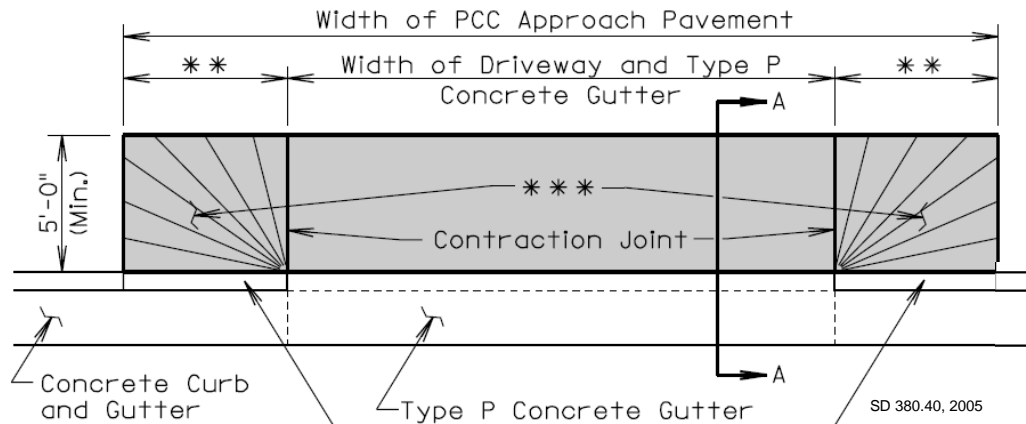 Width of PCC Approach Pavement
** Width of Driveway and Type P **
Concrete Gutter
A
5'-0"
(Min.)
***
Contraction Joint
Concrete Curb
and Gutter
Type P Concrete Gutter
A
SD 380.40, 2005